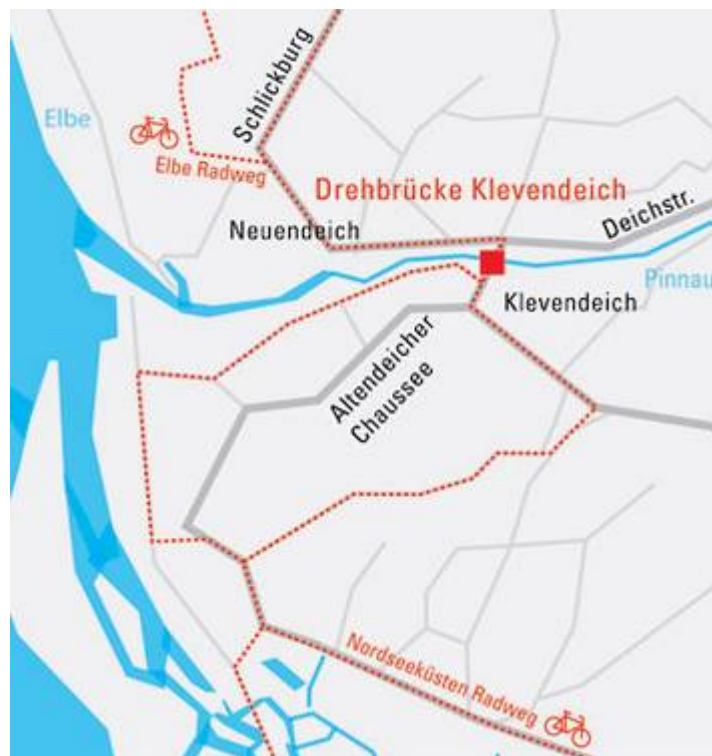 Schlickburg
Elbe
Elbe Radweg
Drehbrücke Klevendeich
Neuendeich
Deichstr.
Pinnau
Klevendeich
Altendeicher
Chaussee
Nordseeküsten Radweg